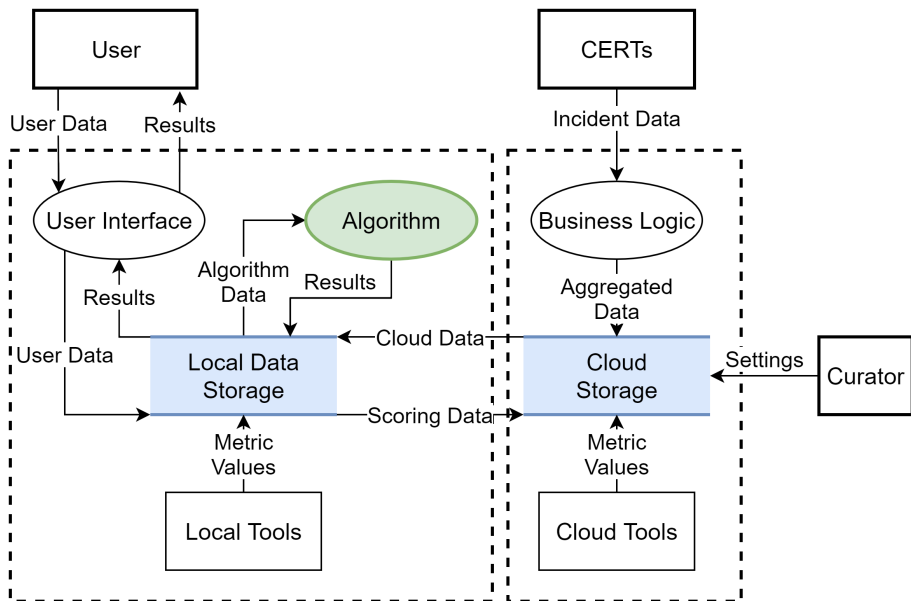 User
CERTs
User Data
Results
Incident Data
User Interface
Algorithm
Business Logic
Algorithm
Data
Results
Results
Aggregated
Data
User Data
Cloud Data
Settings
Local Data
Storage
Cloud
Storage
Curator
Scoring Data
Metric
Values
Metric
Values
Local Tools
Cloud Tools